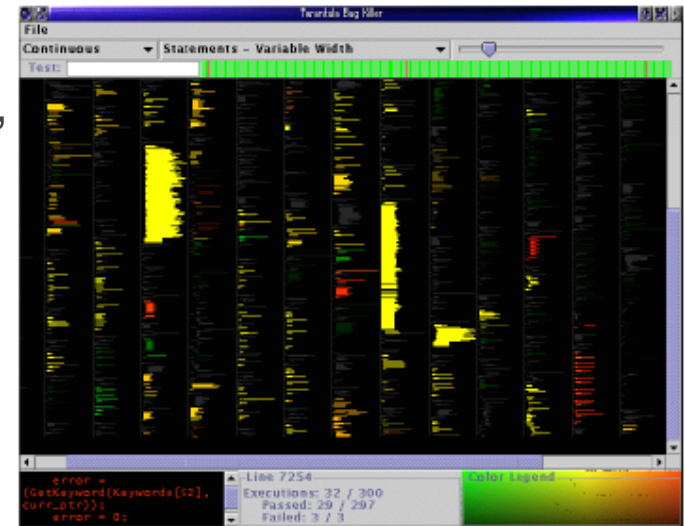 Tarantula Bug Killer
File
Continuous Statements - Variable Width
Test:
error =
(GetKeyword(Keywords[s2],
curr_ptr));
error = 0;
Line 7254
Executions: 32 / 300
Passed: 29 / 297
Failed: 3 / 3
Color Legend